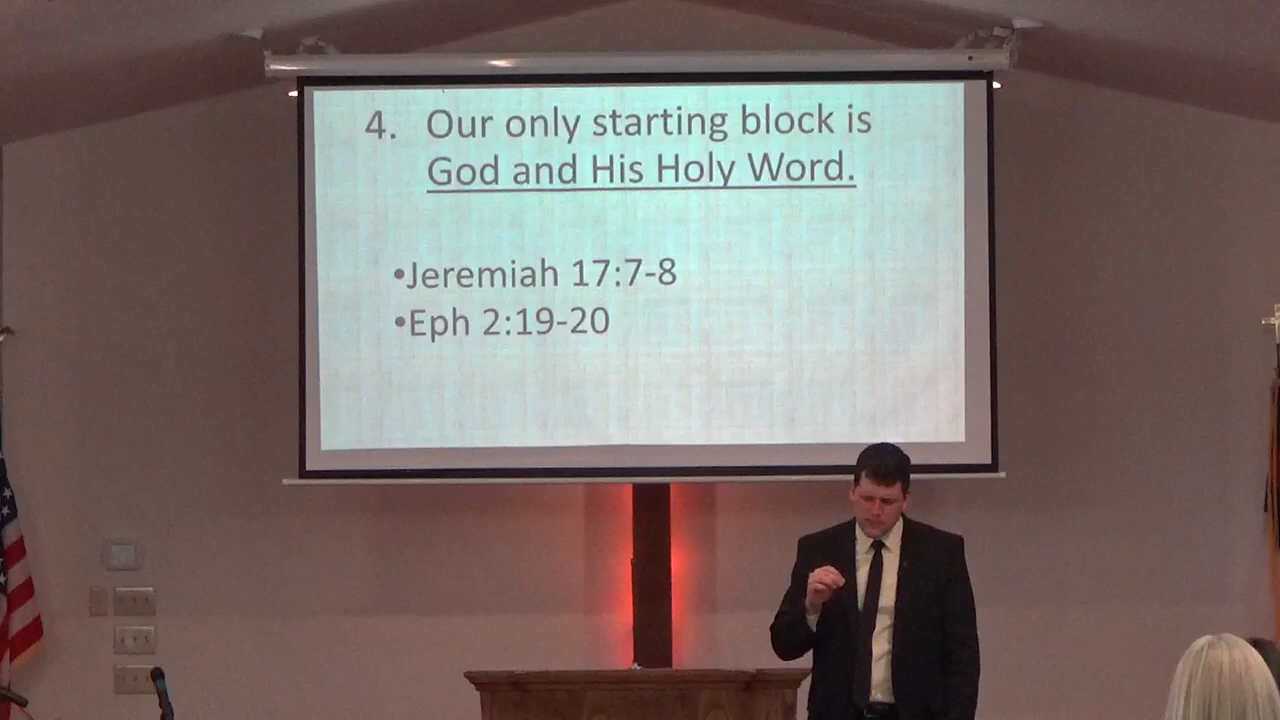 4. Our only starting block is
God and His Holy Word.
•Jeremiah 17:7-8
•Eph 2:19-20